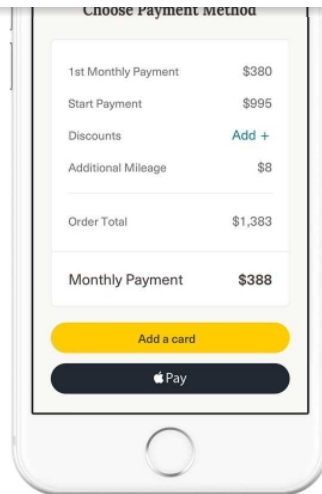 Choose Payment Method
1st Monthly Payment $380
Start Payment $995
Discounts Add +
Additional Mileage $8
Order Total $1,383
Monthly Payment $388
Add a card
Pay